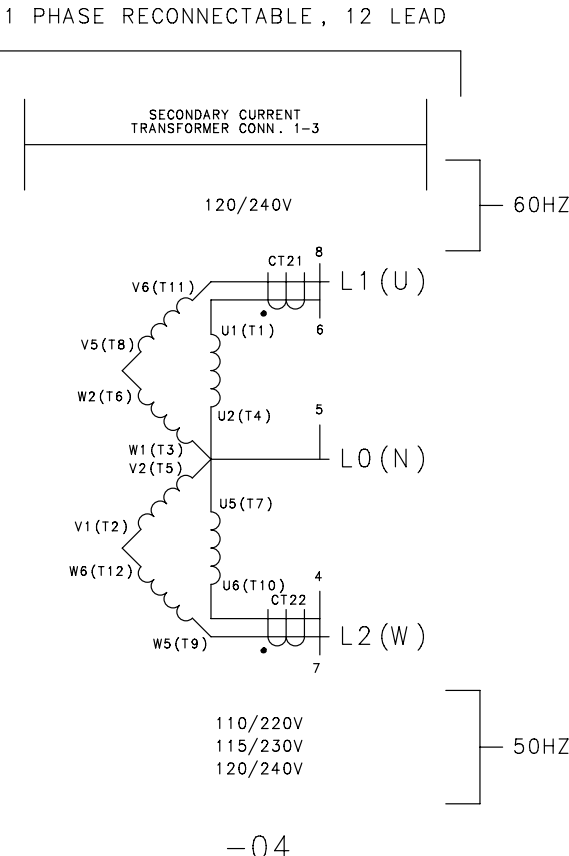 1 PHASE RECONNECTABLE, 12 LEAD
SECONDARY CURRENT
TRANSFORMER CONN. 1-3
120/240V
60HZ
8
CT21
V6(T11)
L1(U)
U1(T1)
6
V5(T8)
W2(T6)
U2(T4)
5
W1(T3)
V2(T5)
L0(N)
U5(T7)
V1(T2)
W6(T12)
U6(T10)
4
CT22
W5(T9)
L2(W)
7
110/220V
115/230V
120/240V
50HZ
-04